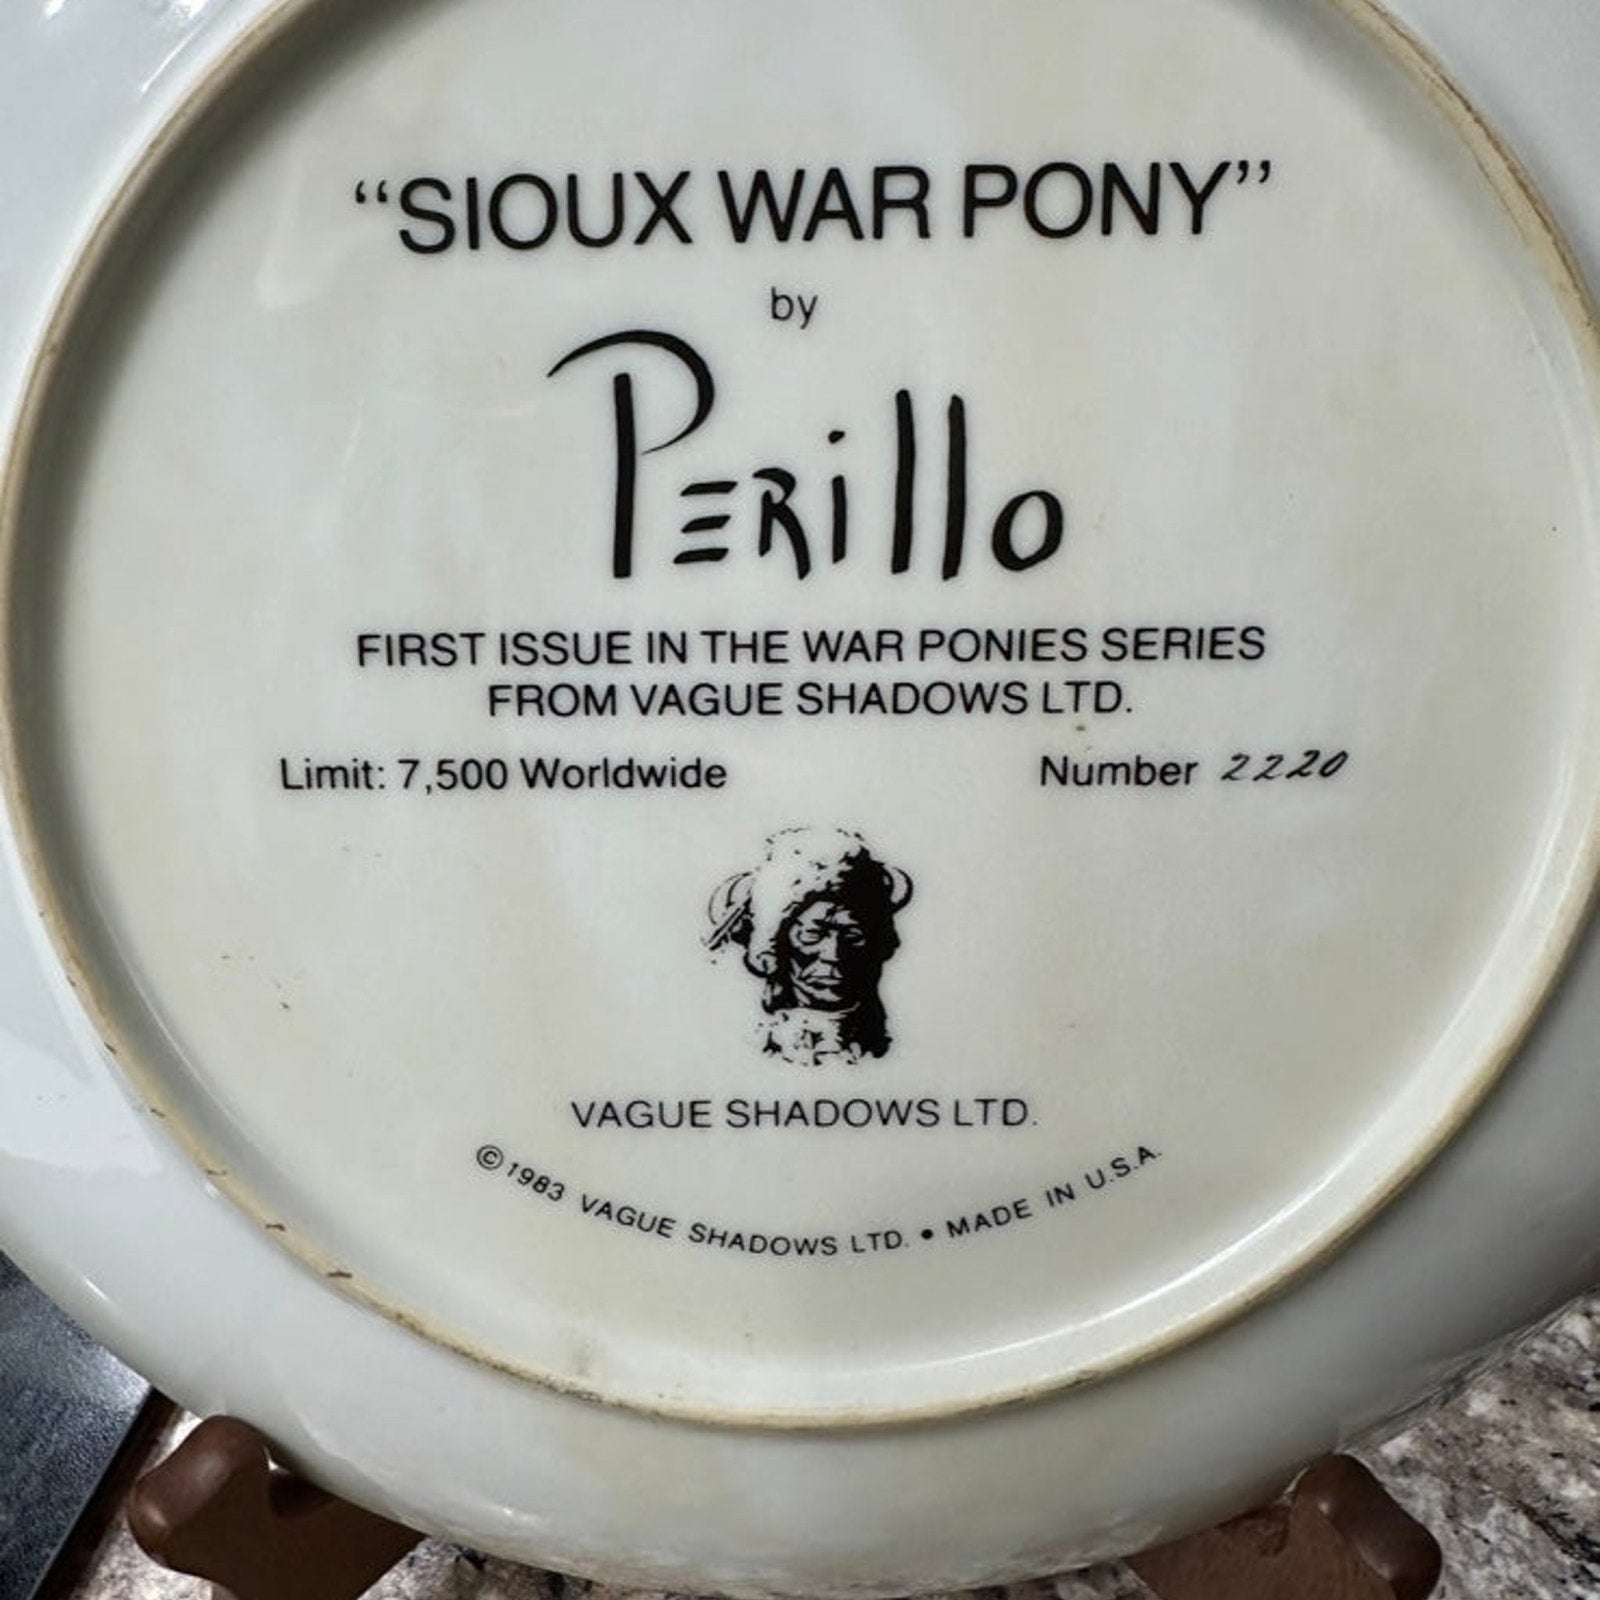 “SIOUX WAR PONY”
by
PERillo
FIRST ISSUE IN THE WAR PONIES SERIES
FROM VAGUE SHADOWS LTD.
Limit: 7,500 Worldwide Number 2220
VAGUE SHADOWS LTD.
©1983 VAGUE SHADOWS LTD. • MADE IN U.S.A.